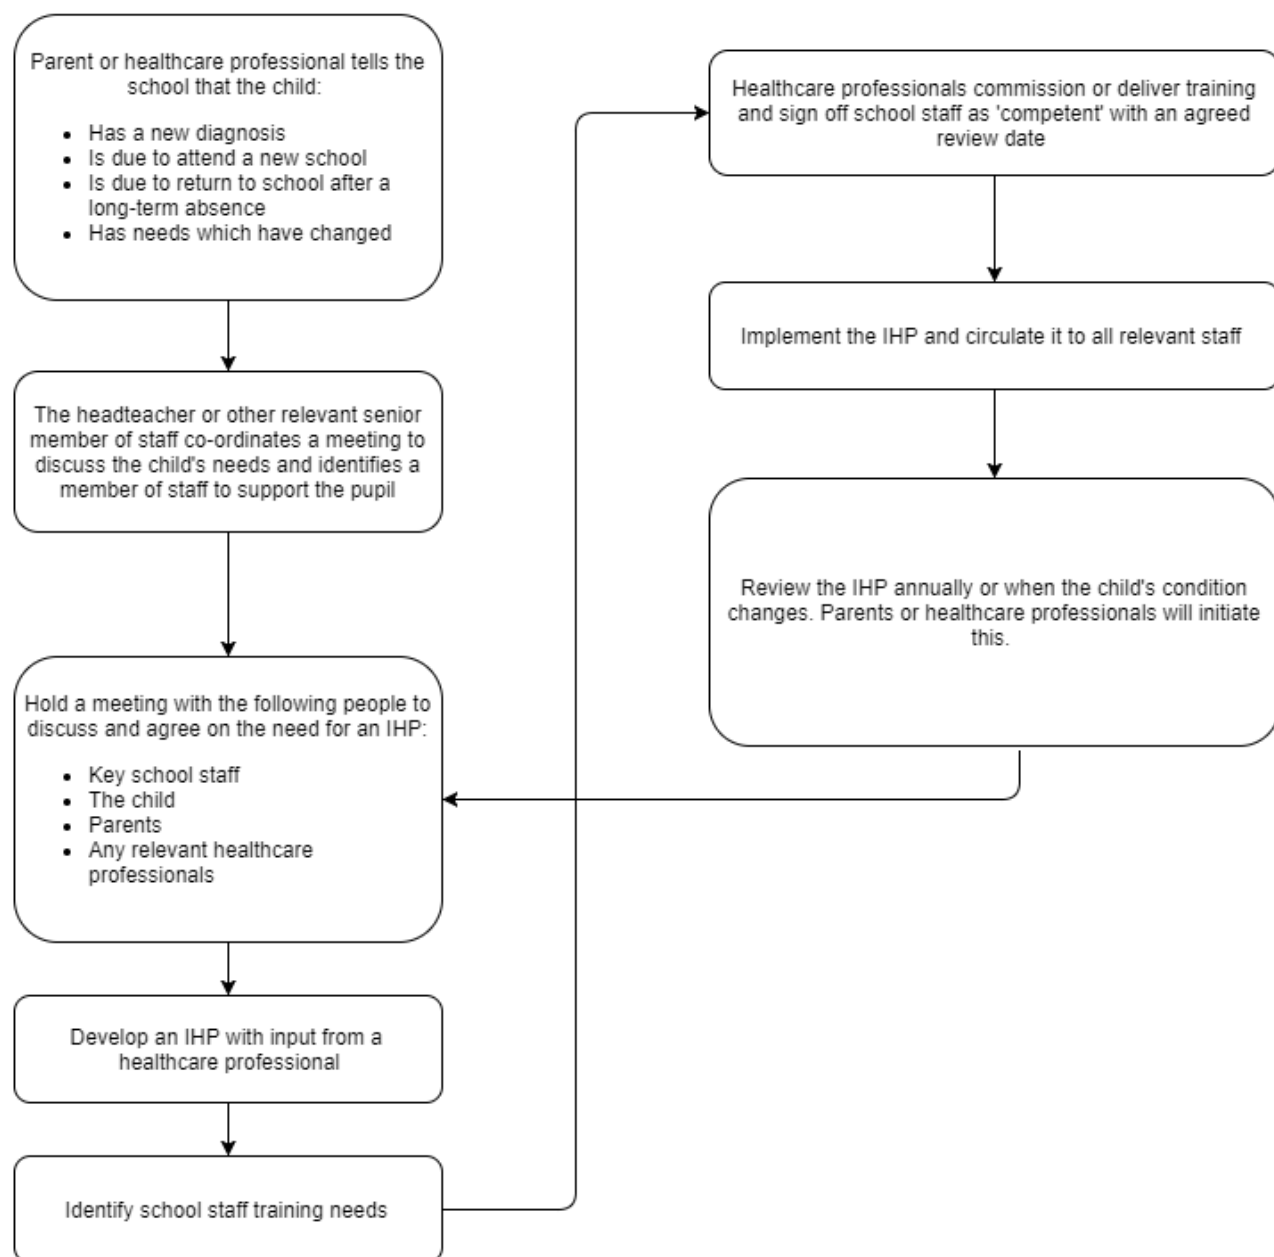 Parent or healthcare professional tells the
school that the child:
• Has a new diagnosis
• Is due to attend a new school
• Is due to return to school after a
long-term absence
• Has needs which have changed
The headteacher or other relevant senior
member of staff co-ordinates a meeting to
discuss the child's needs and identifies a
member of staff to support the pupil
Hold a meeting with the following people to
discuss and agree on the need for an IHP:
• Key school staff
• The child
• Parents
• Any relevant healthcare
professionals
Develop an IHP with input from a
healthcare professional
Identify school staff training needs
Healthcare professionals commission or deliver training
and sign off school staff as 'competent' with an agreed
review date
Implement the IHP and circulate it to all relevant staff
Review the IHP annually or when the child's condition
changes. Parents or healthcare professionals will initiate
this.